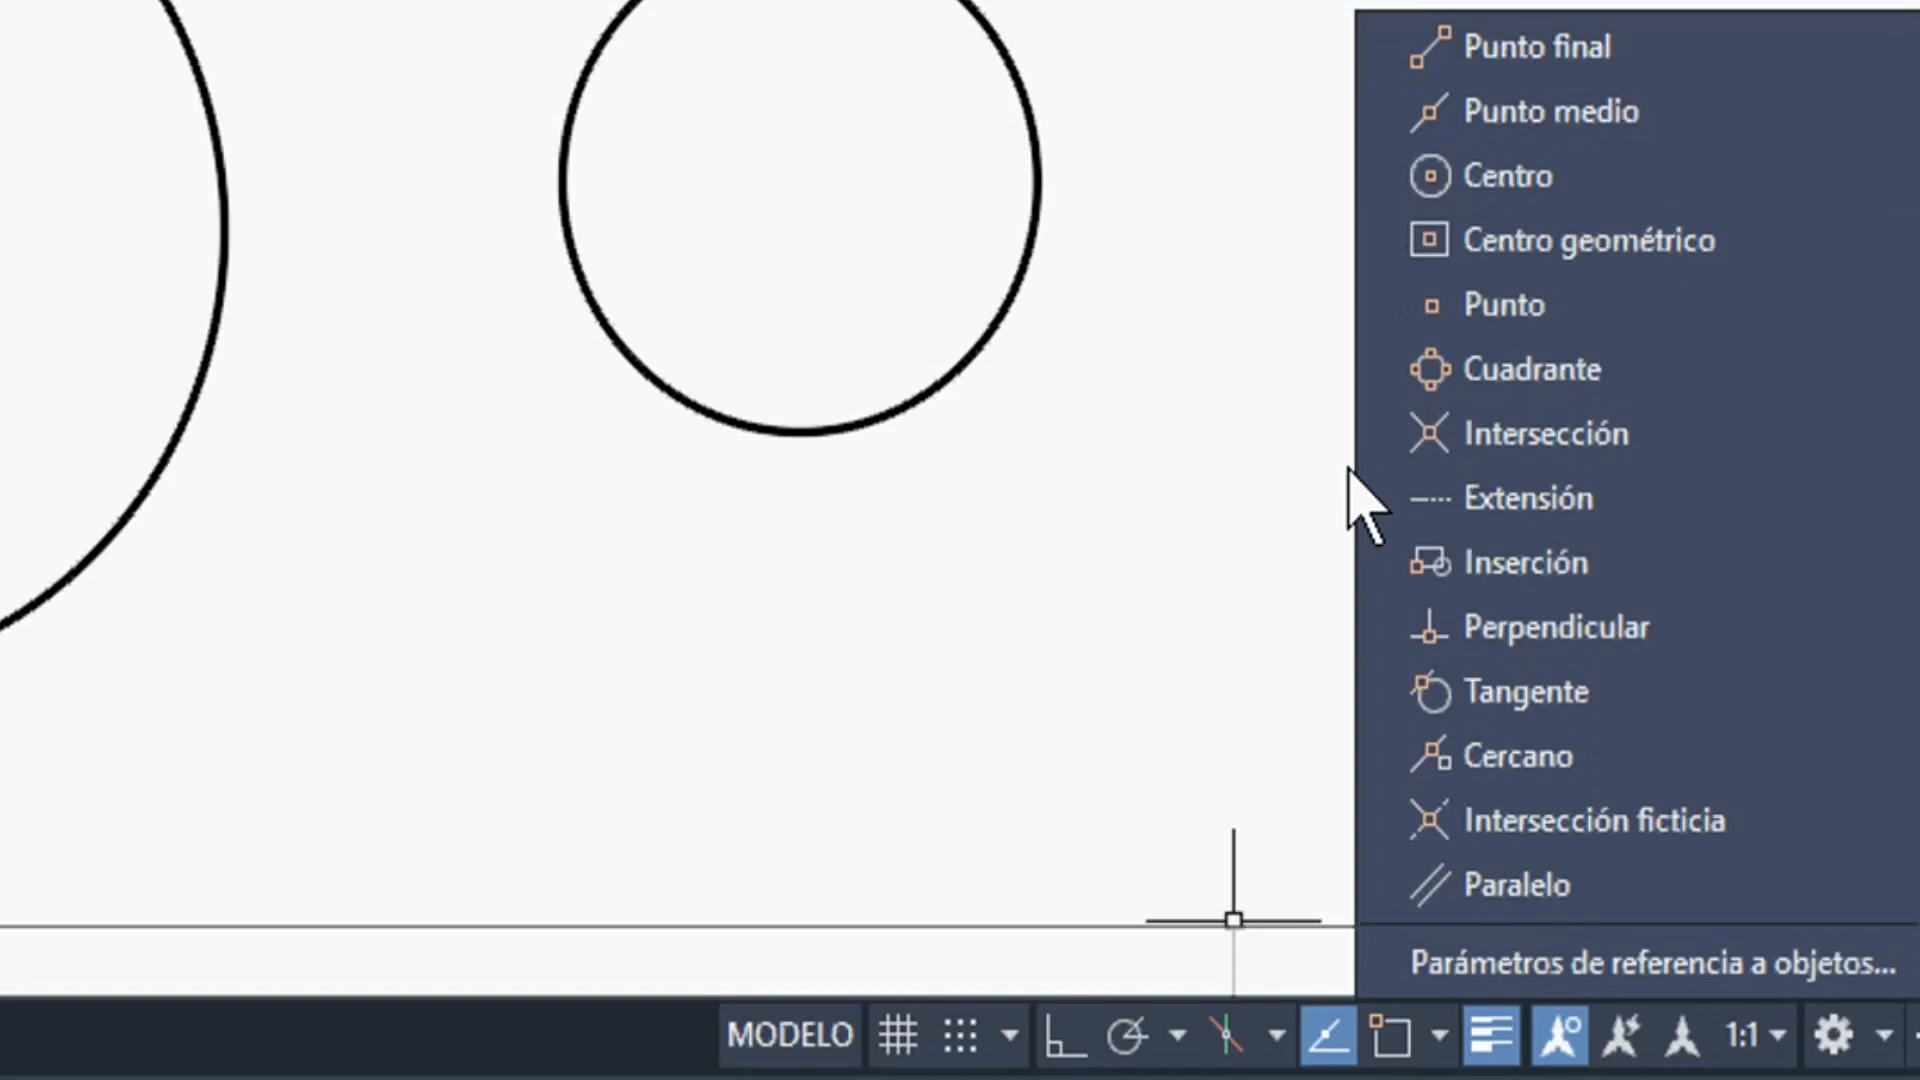 Punto final
Punto medio
Centro
Centro geométrico
Punto
Cuadrante
Intersección
Extensión
Inserción
Perpendicular
Tangente
Cercano
Intersección ficticia
Paralelo
Parámetros de referencia a objetos...
MODELO 1:1